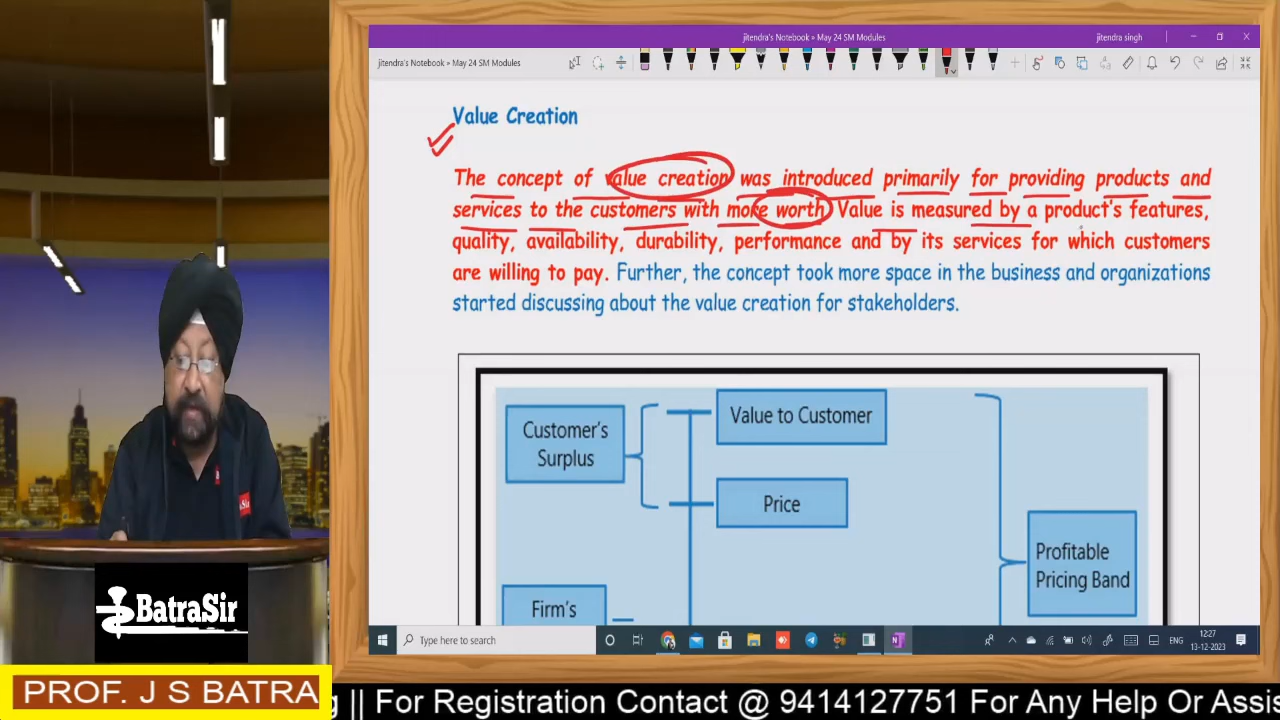 jitendra's Notebook » May 24 SM Modules
jitendra singh
jitendra's Notebook » May 24 SM Modules
Value Creation
The concept of value creation was introduced primarily for providing products and
services to the customers with more worth Value is measured by a product's features,
quality, availability, durability, performance and by its services for which customers
are willing to pay. Further, the concept took more space in the business and organizations
started discussing about the value creation for stakeholders.
Customer's
Surplus
Value to Customer
Price
Profitable
Pricing Band
Firm's
BatraSir
Type here to search
ENG
12:27
13-12-2023
PROF. J S BATRA
g || For Registration Contact @ 9414127751 For Any Help Or Assis